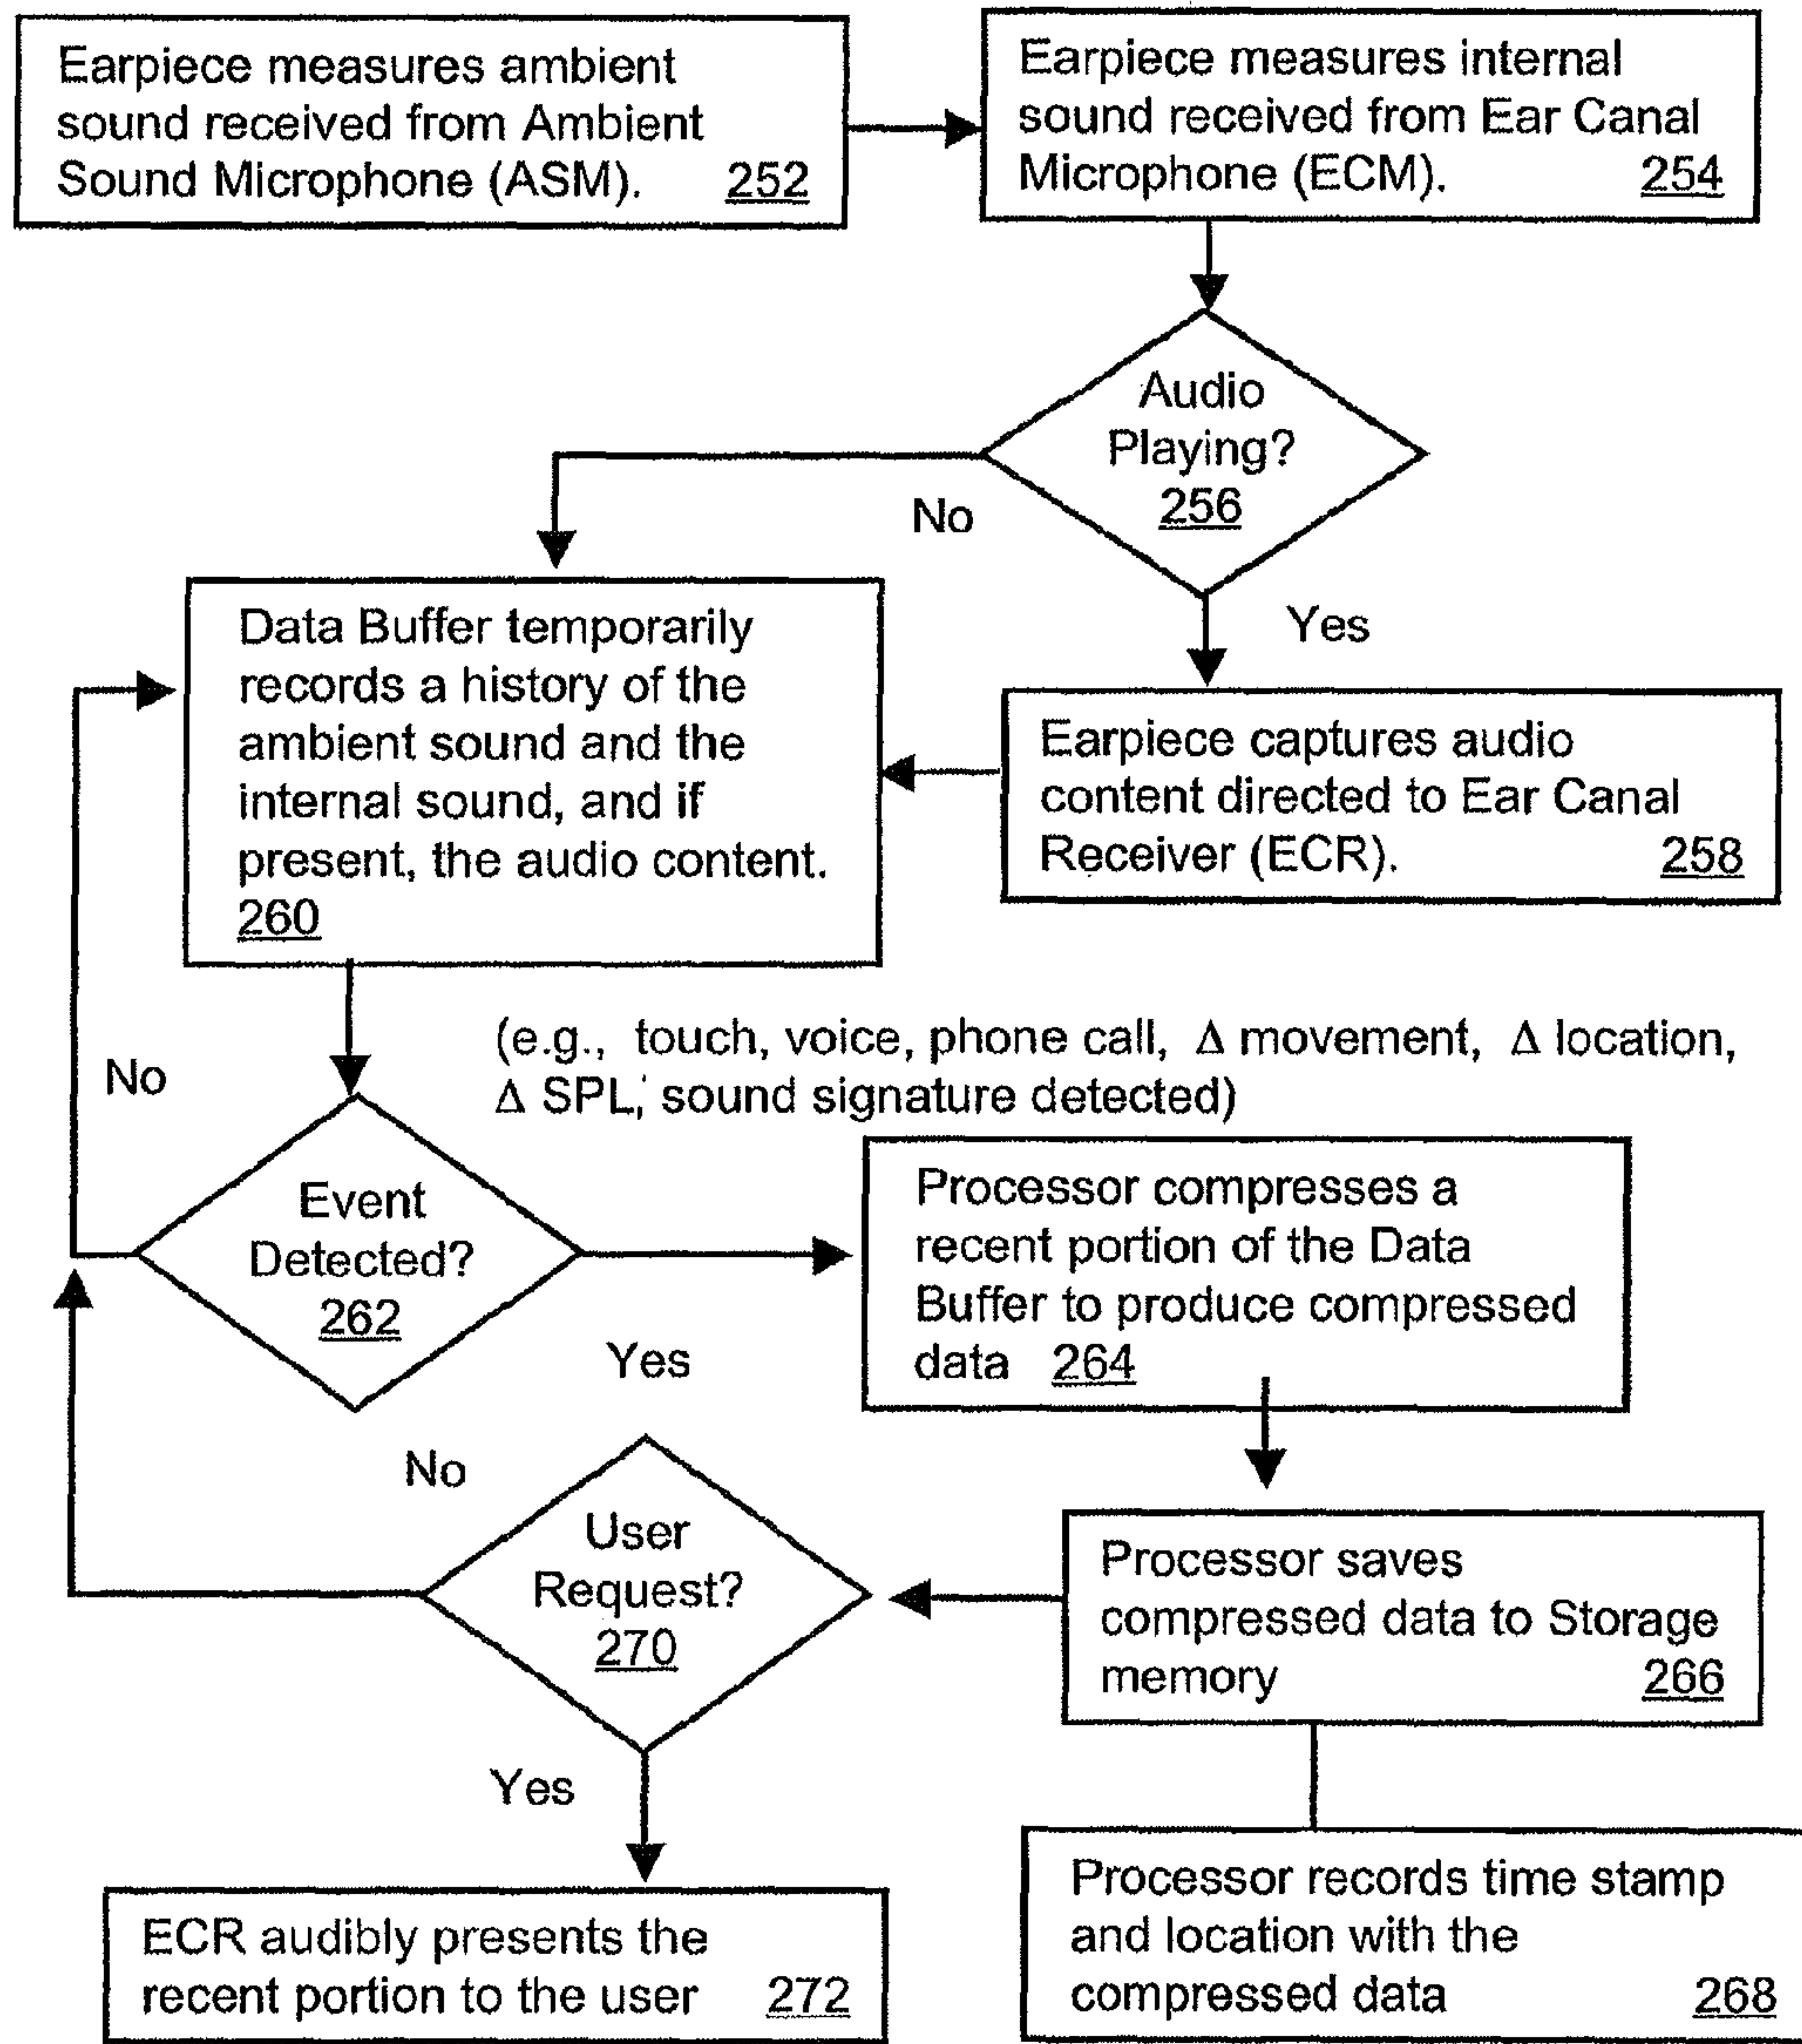 Earpiece measures ambient
sound received from Ambient
Sound Microphone (ASM). 252
Earpiece measures internal
sound received from Ear Canal
Microphone (ECM). 254
Audio
Playing?
256
No
Yes
Data Buffer temporarily
records a history of the
ambient sound and the
internal sound, and if
present, the audio content.
260
Earpiece captures audio
content directed to Ear Canal
Receiver (ECR). 258
(e.g., touch, voice, phone call, Δ movement, Δ location,
Δ SPL, sound signature detected)
No
Event
Detected?
262
Yes
Processor compresses a
recent portion of the Data
Buffer to produce compressed
data 264
No
User
Request?
270
Processor saves
compressed data to Storage
memory 266
Yes
ECR audibly presents the
recent portion to the user 272
Processor records time stamp
and location with the
compressed data 268